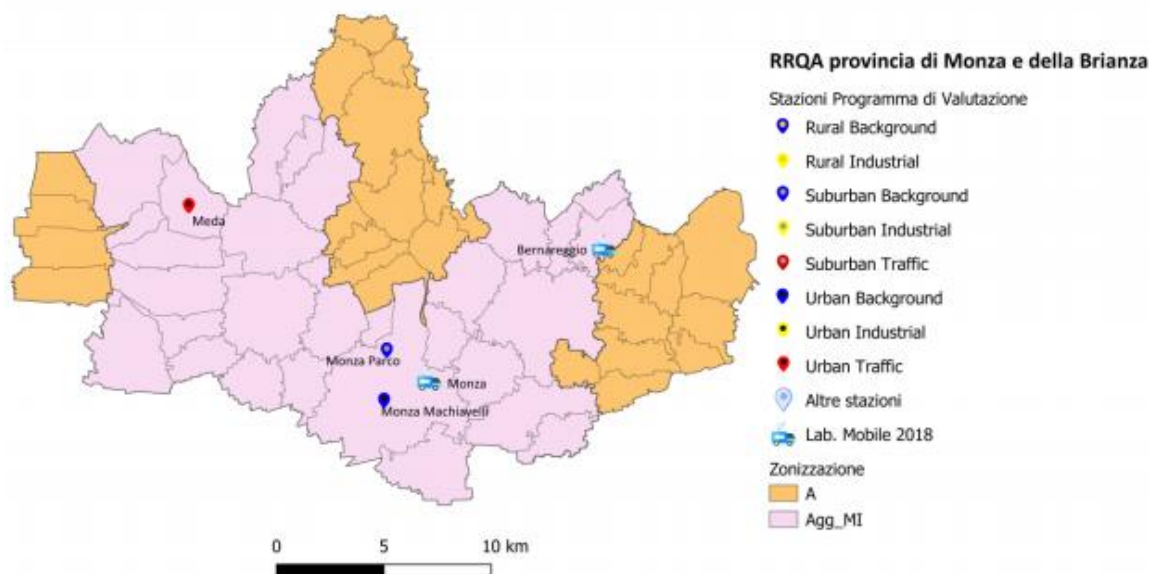 RRQA provincia di Monza e della Brianza
Stazioni Programma di Valutazione
Rural Background
Rural Industrial
Suburban Background
Suburban Industrial
Suburban Traffic
Urban Background
Urban Industrial
Urban Traffic
Altre stazioni
Lab. Mobile 2018
Zonizzazione
A
Agg_MI
Meda
Bernareggio
Monza Parco
Monza
Monza Machiavelli
0 5 10 km